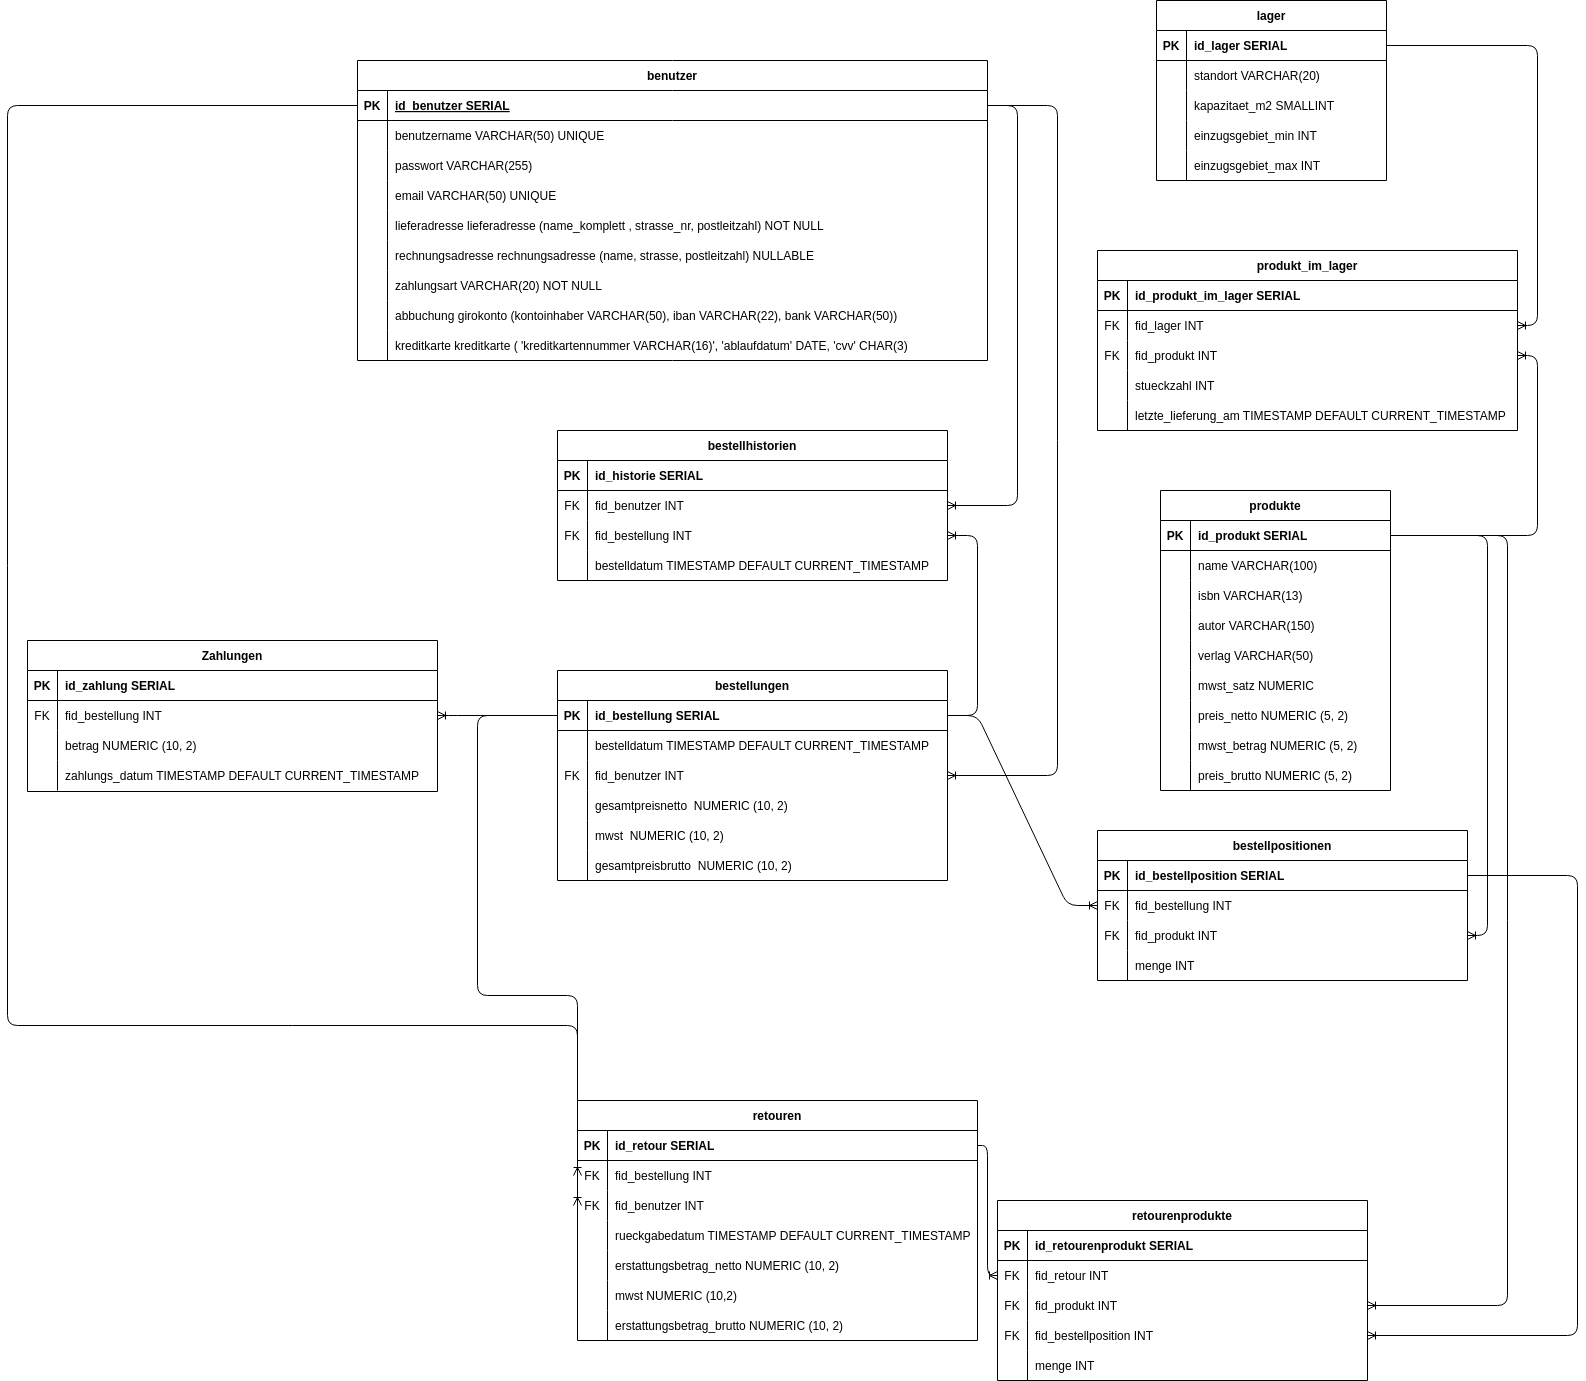 lager
PK id_lager SERIAL
standort VARCHAR(20)
kapazitaet_m2 SMALLINT
einzugsgebiet_min INT
einzugsgebiet_max INT
benutzer
PK id_benutzer SERIAL
benutzername VARCHAR(50) UNIQUE
passwort VARCHAR(255)
email VARCHAR(50) UNIQUE
lieferadresse lieferadresse (name_komplett , strasse_nr, postleitzahl) NOT NULL
rechnungsadresse rechnungsadresse (name, strasse, postleitzahl) NULLABLE
zahlungsart VARCHAR(20) NOT NULL
abbuchung girokonto (kontoinhaber VARCHAR(50), iban VARCHAR(22), bank VARCHAR(50))
kreditkarte kreditkarte ( 'kreditkartennummer VARCHAR(16)', 'ablaufdatum' DATE, 'cvv' CHAR(3)
produkt_im_lager
PK id_produkt_im_lager SERIAL
FK fid_lager INT
FK fid_produkt INT
stueckzahl INT
letzte_lieferung_am TIMESTAMP DEFAULT CURRENT_TIMESTAMP
bestellhistorien
PK id_historie SERIAL
FK fid_benutzer INT
FK fid_bestellung INT
bestelldatum TIMESTAMP DEFAULT CURRENT_TIMESTAMP
produkte
PK id_produkt SERIAL
name VARCHAR(100)
isbn VARCHAR(13)
autor VARCHAR(150)
verlag VARCHAR(50)
mwst_satz NUMERIC
preis_netto NUMERIC (5, 2)
mwst_betrag NUMERIC (5, 2)
preis_brutto NUMERIC (5, 2)
Zahlungen
PK id_zahlung SERIAL
FK fid_bestellung INT
betrag NUMERIC (10, 2)
zahlungs_datum TIMESTAMP DEFAULT CURRENT_TIMESTAMP
bestellungen
PK id_bestellung SERIAL
bestelldatum TIMESTAMP DEFAULT CURRENT_TIMESTAMP
FK fid_benutzer INT
gesamtpreisnetto NUMERIC (10, 2)
mwst NUMERIC (10, 2)
gesamtpreisbrutto NUMERIC (10, 2)
bestellpositionen
PK id_bestellposition SERIAL
FK fid_bestellung INT
FK fid_produkt INT
menge INT
retouren
PK id_retour SERIAL
FK fid_bestellung INT
FK fid_benutzer INT
rueckgabedatum TIMESTAMP DEFAULT CURRENT_TIMESTAMP
erstattungsbetrag_netto NUMERIC (10, 2)
mwst NUMERIC (10,2)
erstattungsbetrag_brutto NUMERIC (10, 2)
retourenprodukte
PK id_retourenprodukt SERIAL
FK fid_retour INT
FK fid_produkt INT
FK fid_bestellposition INT
menge INT